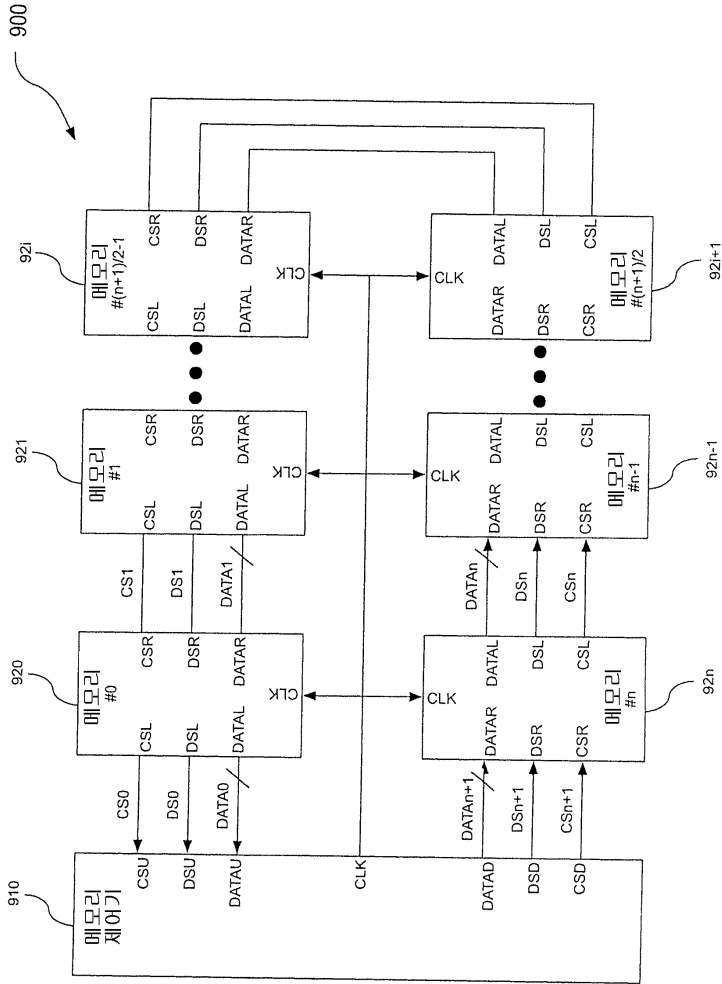 900
92i
메모리
#(n+1)/2-1
CSL
CSR
DSL
DSR
DATAL
DATAR
CLK
921
메모리
#1
CSL
CSR
DSL
DSR
DATAL
DATAR
CLK
CS1
DS1
DATA1
920
메모리
#0
CSL
CSR
DSL
DSR
DATAL
DATAR
CLK
CS0
DS0
DATA0
910
메모리
제어기
CSU
DSU
DATAU
CLK
DATAD
DSD
CSD
DATAn+1
DSn+1
CSn+1
CLK
DATAR
DATAL
DSR
DSL
CSR
CSL
메모리
#n
92n
DATAn
DSn
CSn
CLK
DATAR
DATAL
DSR
DSL
CSR
CSL
메모리
#n-1
92n-1
CLK
DATAR
DATAL
DSR
DSL
CSR
CSL
메모리
#(n+1)/2
92i+1